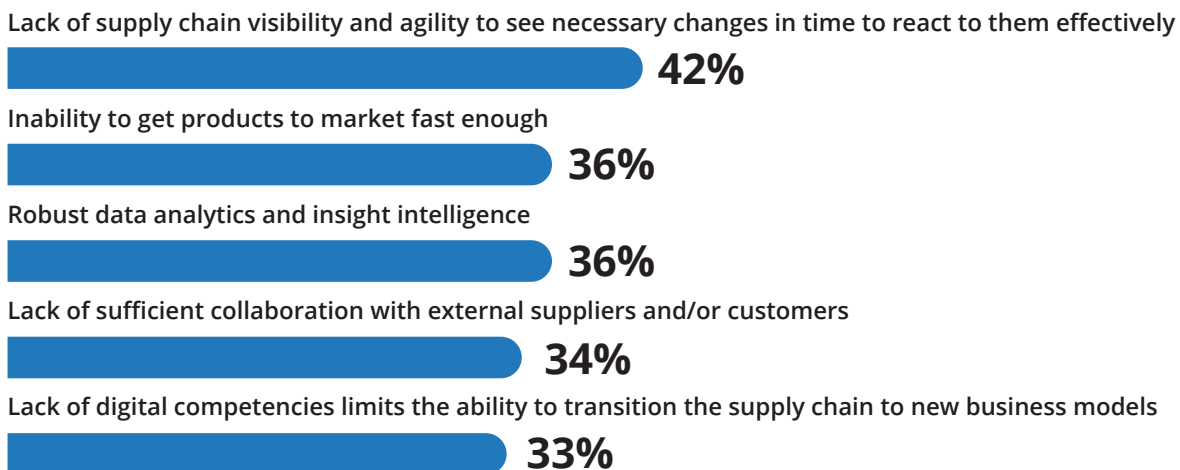 Lack of supply chain visibility and agility to see necessary changes in time to react to them effectively
42%
Inability to get products to market fast enough
36%
Robust data analytics and insight intelligence
36%
Lack of sufficient collaboration with external suppliers and/or customers
34%
Lack of digital competencies limits the ability to transition the supply chain to new business models
33%